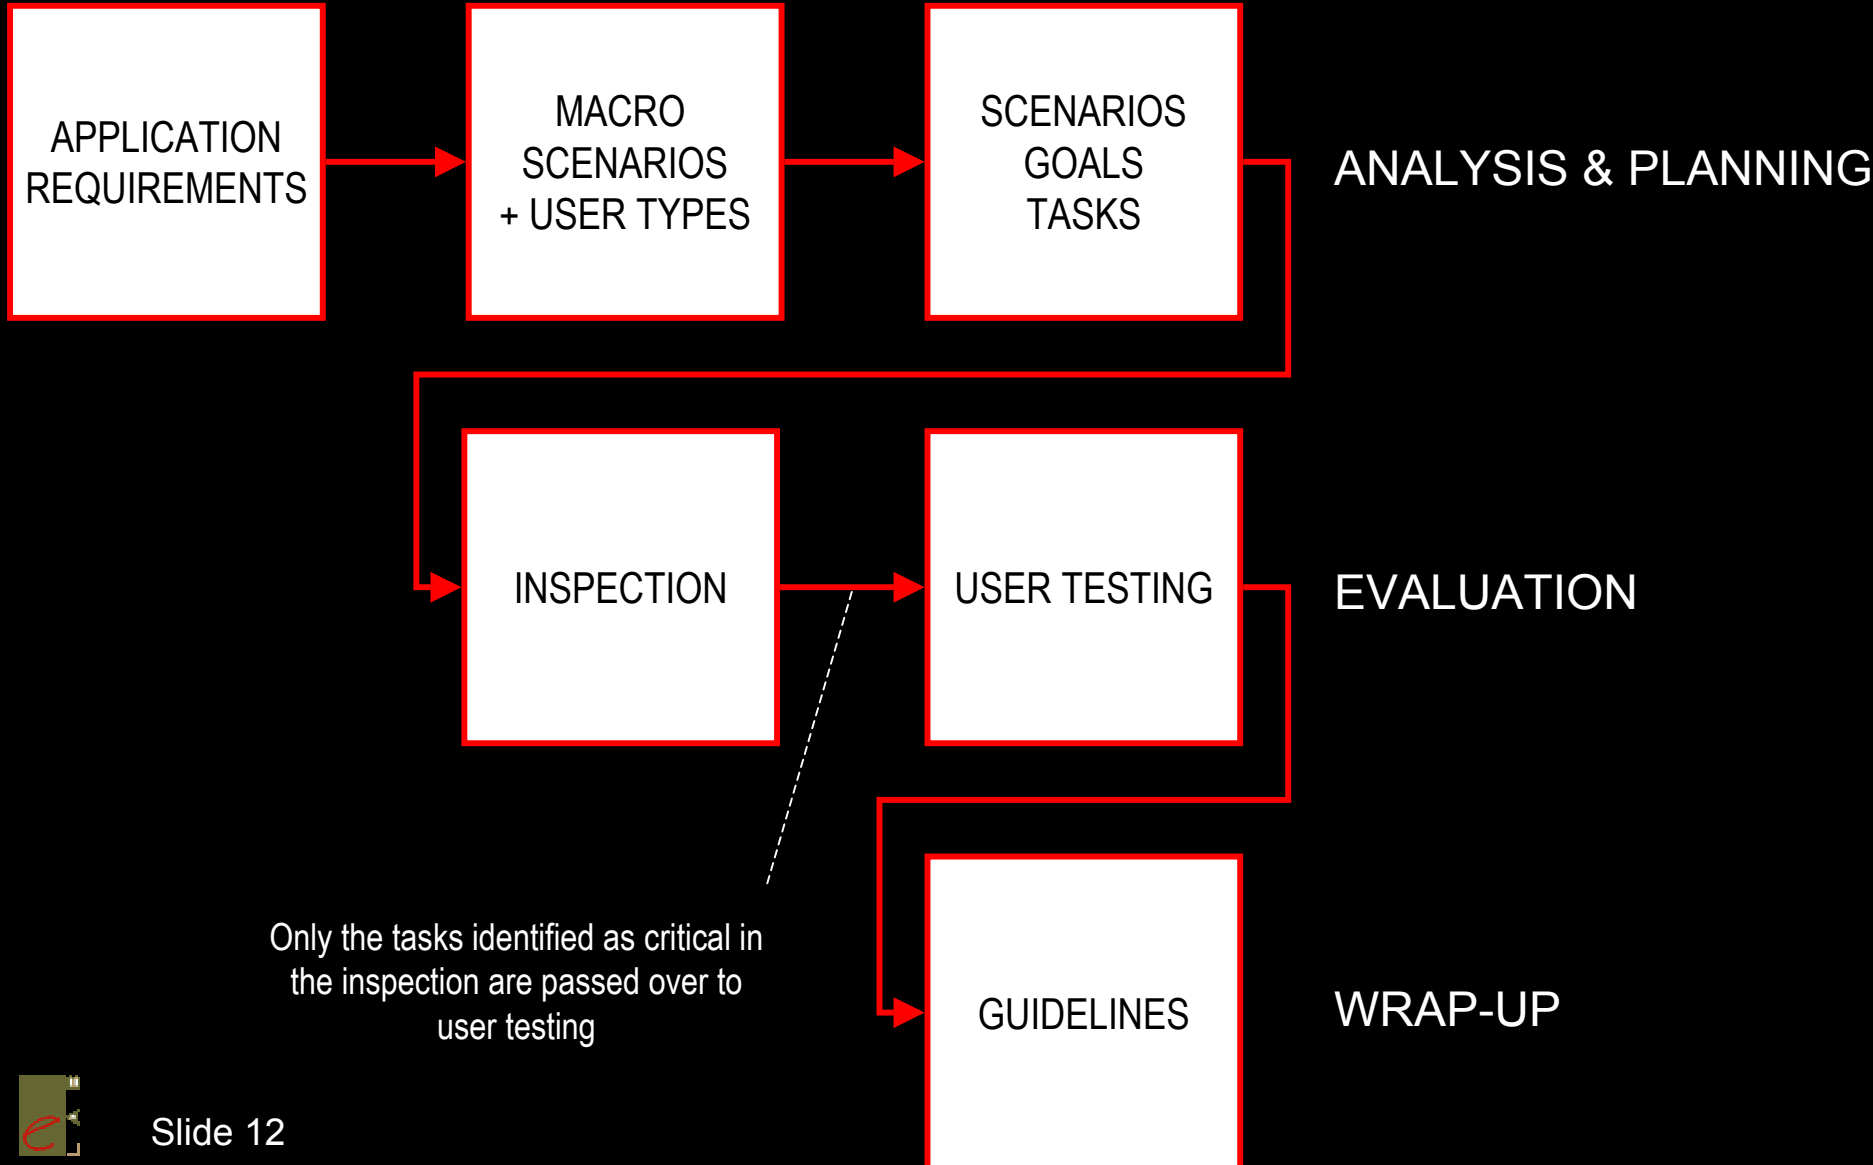 APPLICATION
REQUIREMENTS
MACRO
SCENARIOS
+ USER TYPES
SCENARIOS
GOALS
TASKS
ANALYSIS & PLANNING
INSPECTION
USER TESTING
EVALUATION
Only the tasks identified as critical in
the inspection are passed over to
user testing
GUIDELINES
WRAP-UP
e
Slide 12